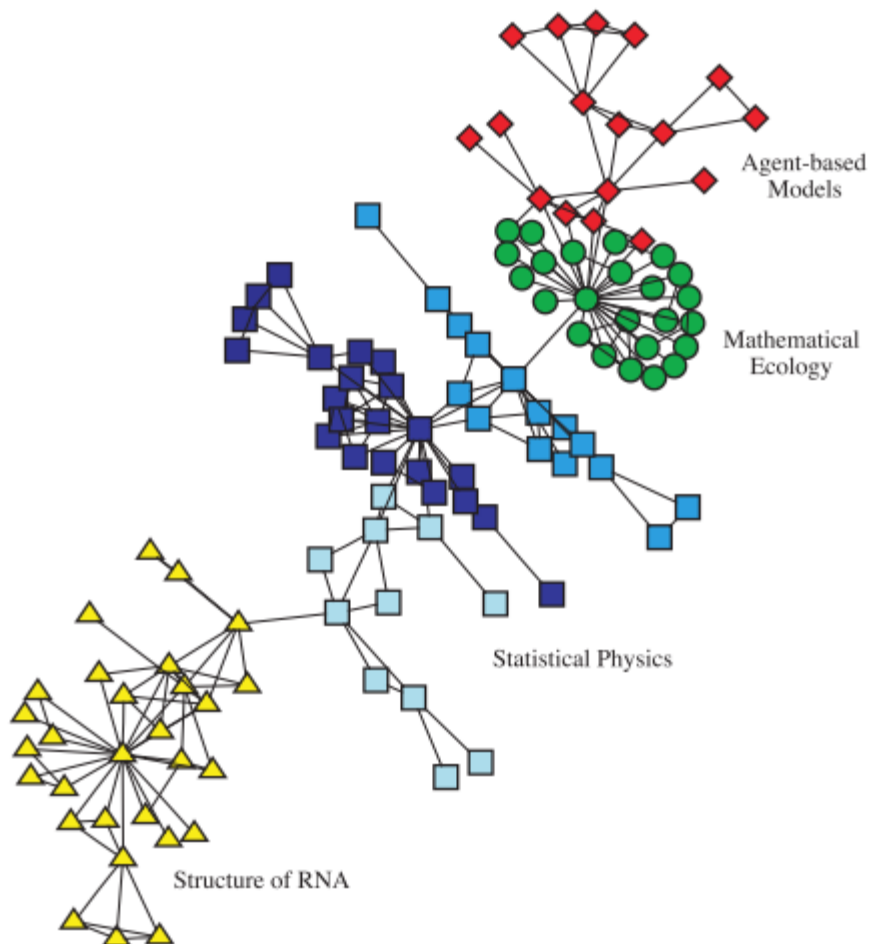 Agent-based
Models
Mathematical
Ecology
Statistical Physics
Structure of RNA